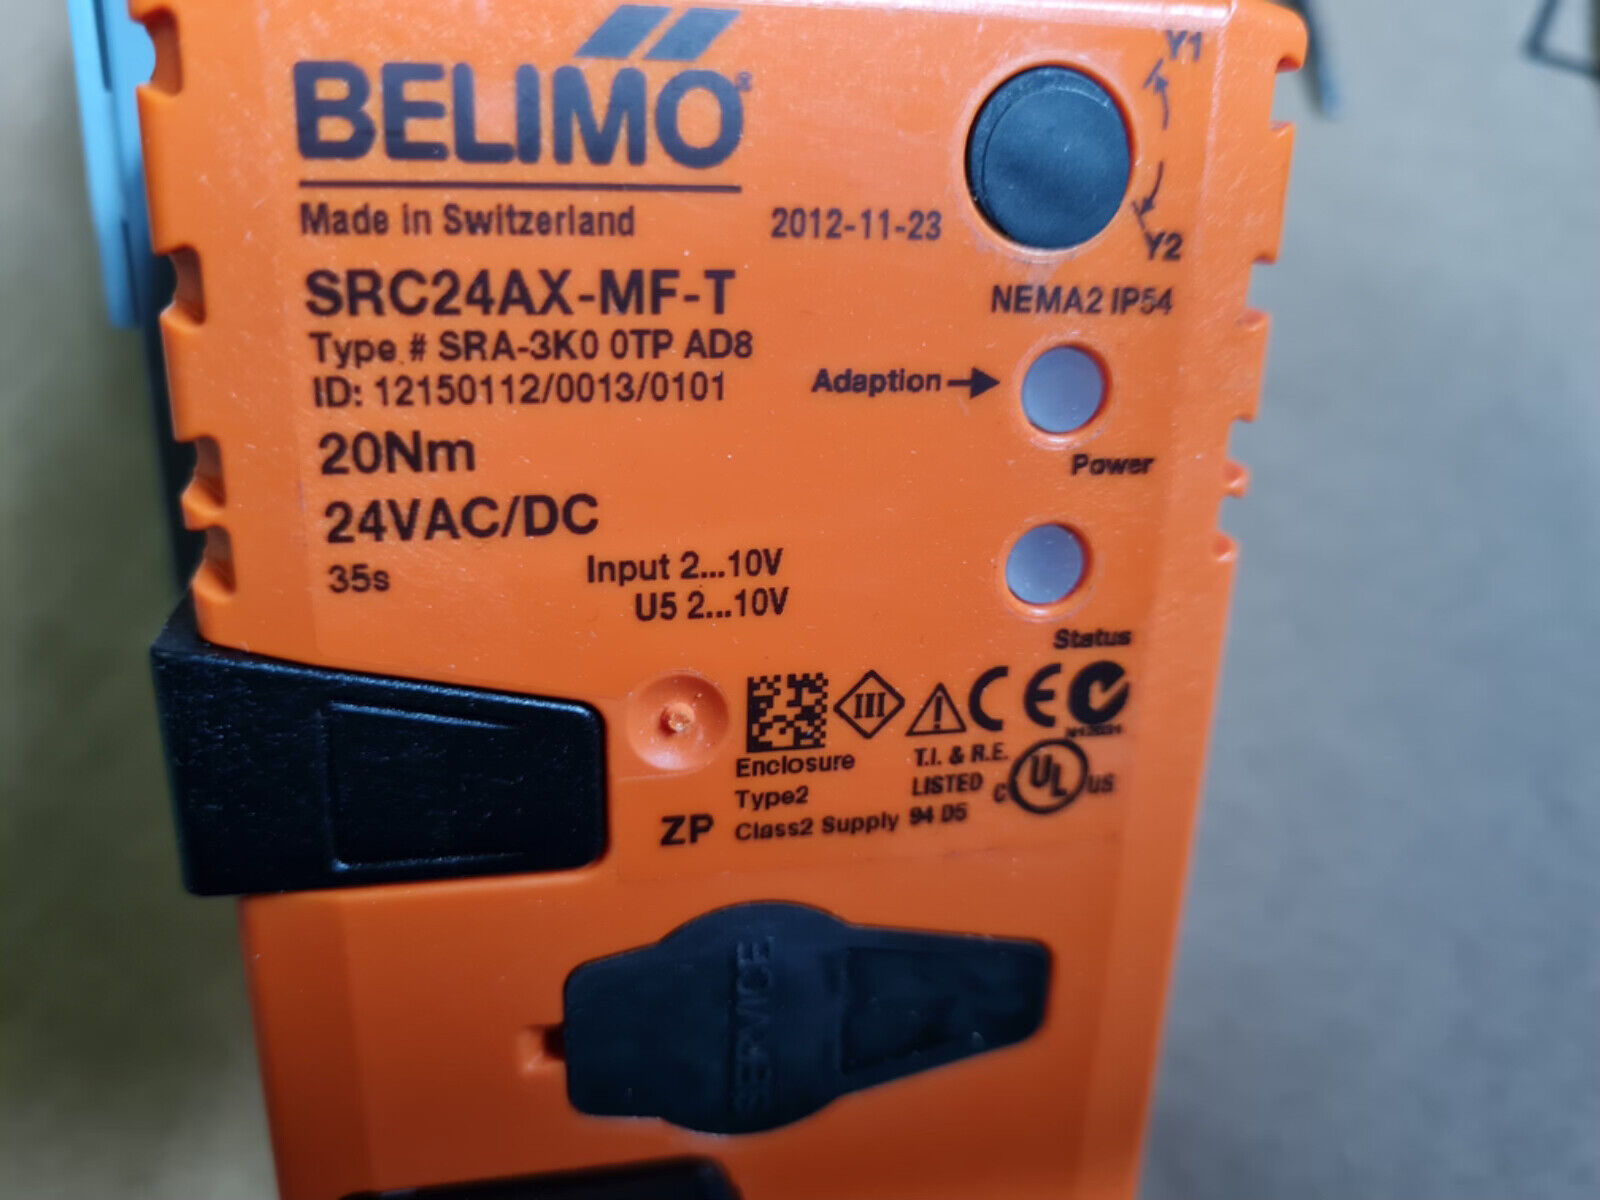 BELIMO®
Y1
Made in Switzerland
2012-11-23
Y2
SRC24AX-MF-T
NEMA2 IP54
Type # SRA-3K0 0TP AD8
ID: 12150112/0013/0101
Adaption
20Nm
Power
24VAC/DC
35s
Input 2...10V
U5 2...10V
Status
III
CE
Enclosure
Type2
Class2 Supply
T.I. & R.E.
LISTED
94 D5
C UL US
ZP
SERVICE